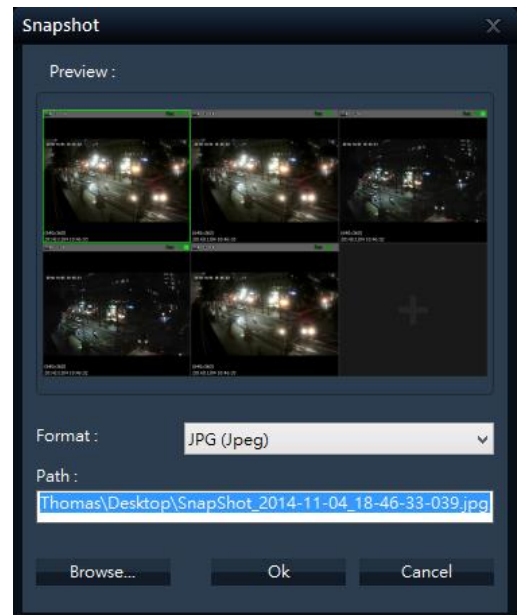 Snapshot
Preview :
Format :
JPG (Jpeg)
Path :
Thomas\Desktop\SnapShot_2014-11-04_18-46-33-039.jpg
Browse...
Ok
Cancel